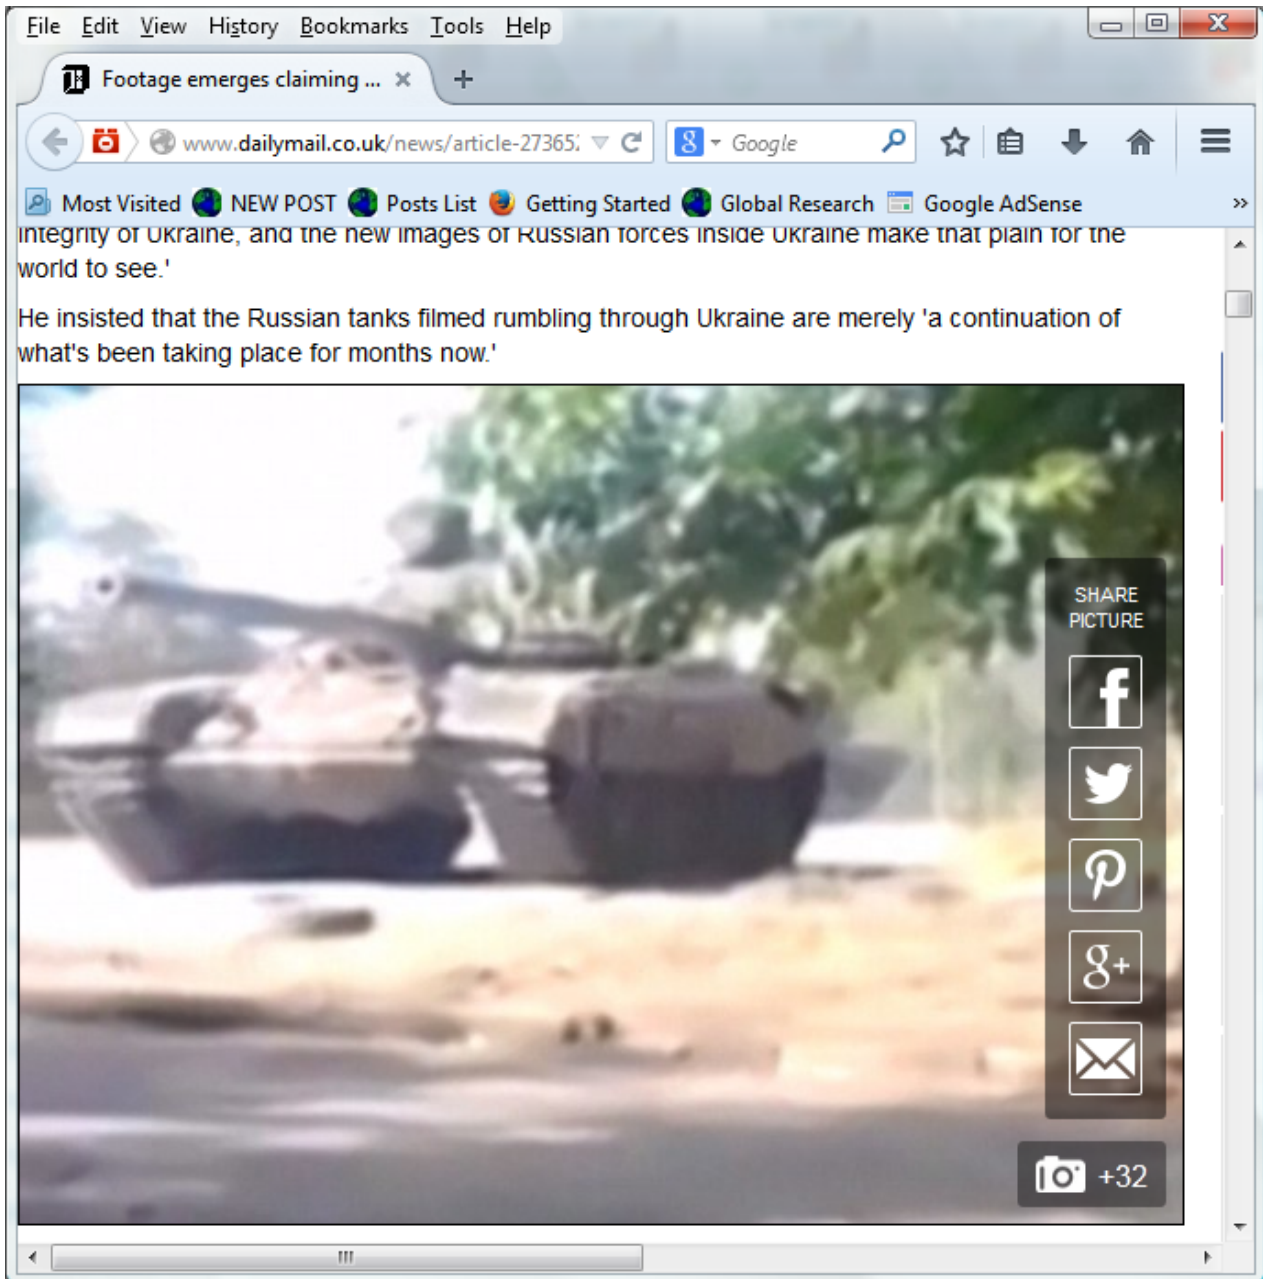 File Edit View History Bookmarks Tools Help
Footage emerges claiming ...
www.dailymail.co.uk/news/article-27365
Google
Most Visited NEW POST Posts List Getting Started Global Research Google AdSense
integrity of Ukraine, and the new images of Russian forces inside Ukraine make that plain for the
world to see.'
He insisted that the Russian tanks filmed rumbling through Ukraine are merely 'a continuation of
what's been taking place for months now.'
SHARE
PICTURE
+32